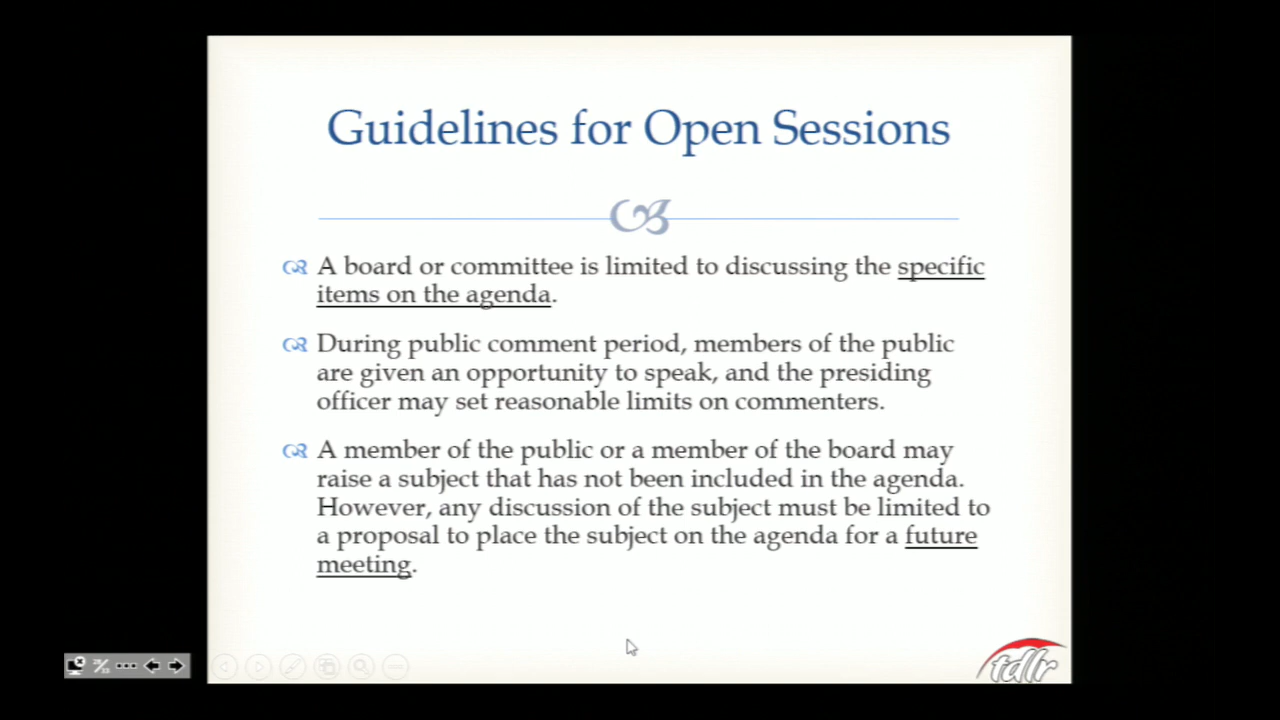 Guidelines for Open Sessions
A board or committee is limited to discussing the specific
items on the agenda.
During public comment period, members of the public
are given an opportunity to speak, and the presiding
officer may set reasonable limits on commenters.
A member of the public or a member of the board may
raise a subject that has not been included in the agenda.
However, any discussion of the subject must be limited to
a proposal to place the subject on the agenda for a future
meeting.
tdlr